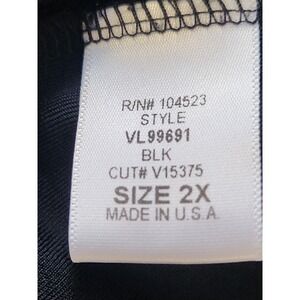 R/N# 104523
STYLE
VL99691
BLK
CUT# V15375
SIZE 2X
MADE IN U.S.A.